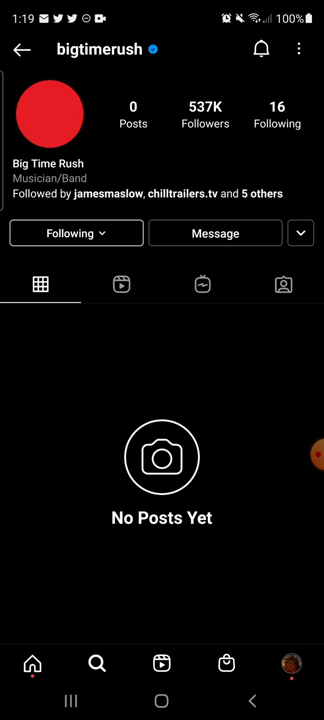 1:19 100%
bigtimerush
0 537K 16
Posts Followers Following
Big Time Rush
Musician/Band
Followed by jamesmaslow, chilltrailers.tv and 5 others
Following Message
No Posts Yet